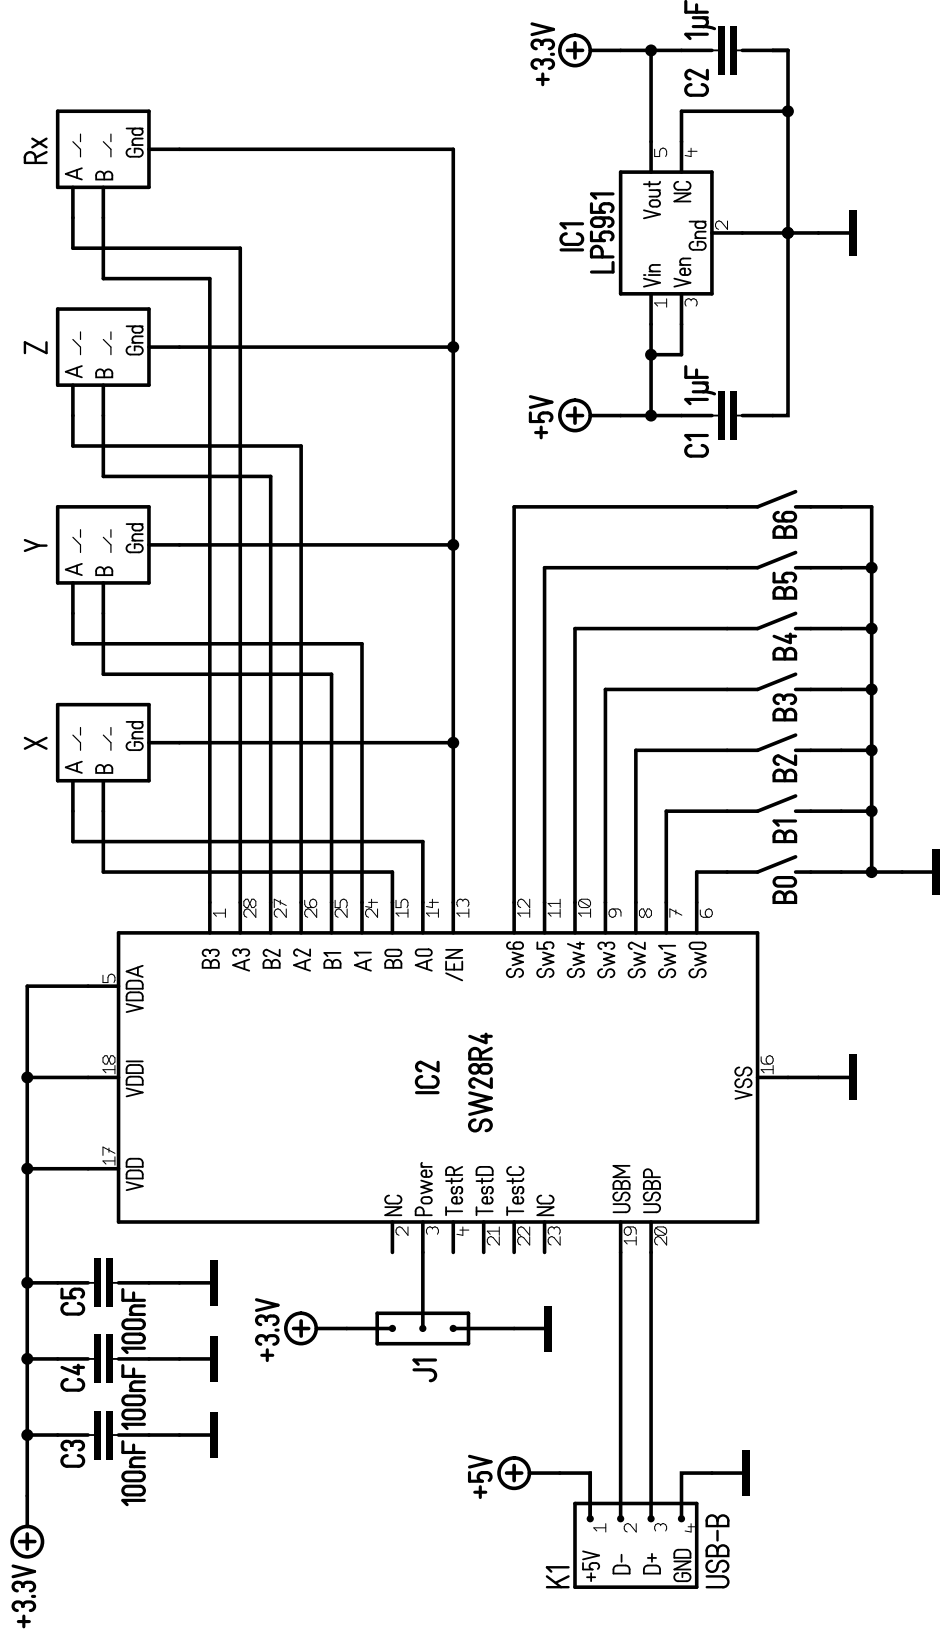 +3.3V
C3
100nF
C4
100nF
C5
100nF
17
VDD
18
VDDI
5
VDDA
X
A
B
Gnd
Y
A
B
Gnd
Z
A
B
Gnd
Rx
A
B
Gnd
+3.3V
J1
K1
+5V
1
D-
2
D+
3
GND
4
USB-B
+5V
NC
2
Power
3
TestR
4
TestD
21
TestC
22
NC
23
USBM
19
USBP
20
IC2
SW28R4
VSS
16
B3
1
A3
28
B2
27
A2
26
B1
25
A1
24
B0
15
A0
14
/EN
13
Sw6
12
Sw5
11
Sw4
10
Sw3
9
Sw2
8
Sw1
7
Sw0
6
B0
B1
B2
B3
B4
B5
B6
+5V
C1
1µF
IC1
LP5951
Vin
1
Ven
3
Vout
5
NC
4
Gnd
2
+3.3V
C2
1µF